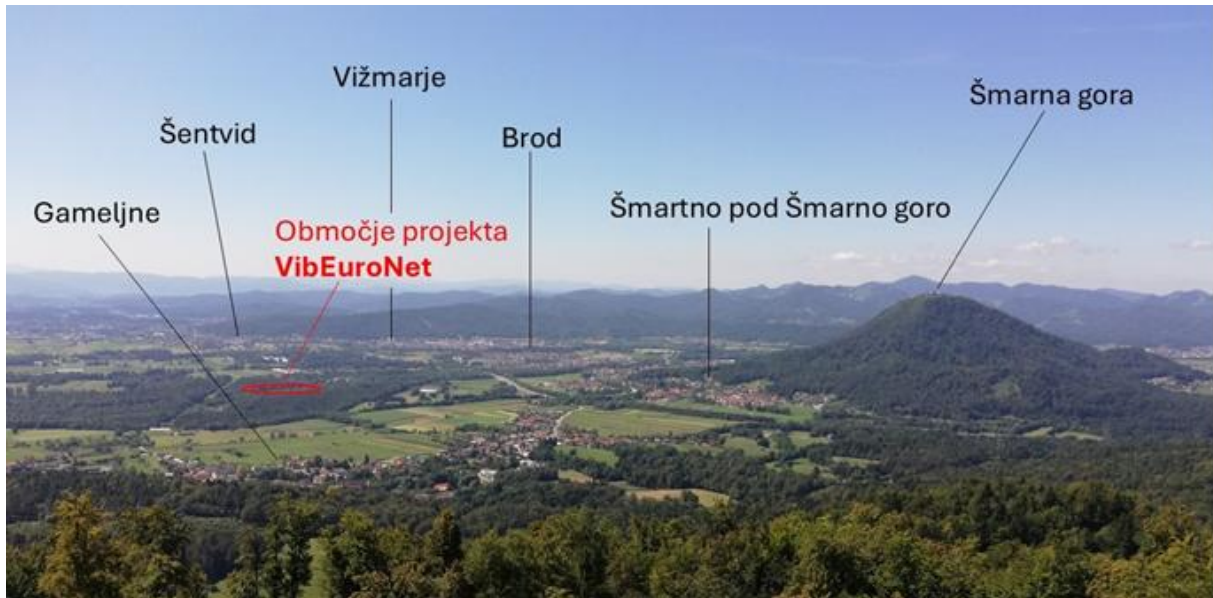 Vižmarje
Šmarna gora
Šentvid
Brod
Gameljne
Šmartno pod Šmarno goro
Območje projekta
VibEuroNet